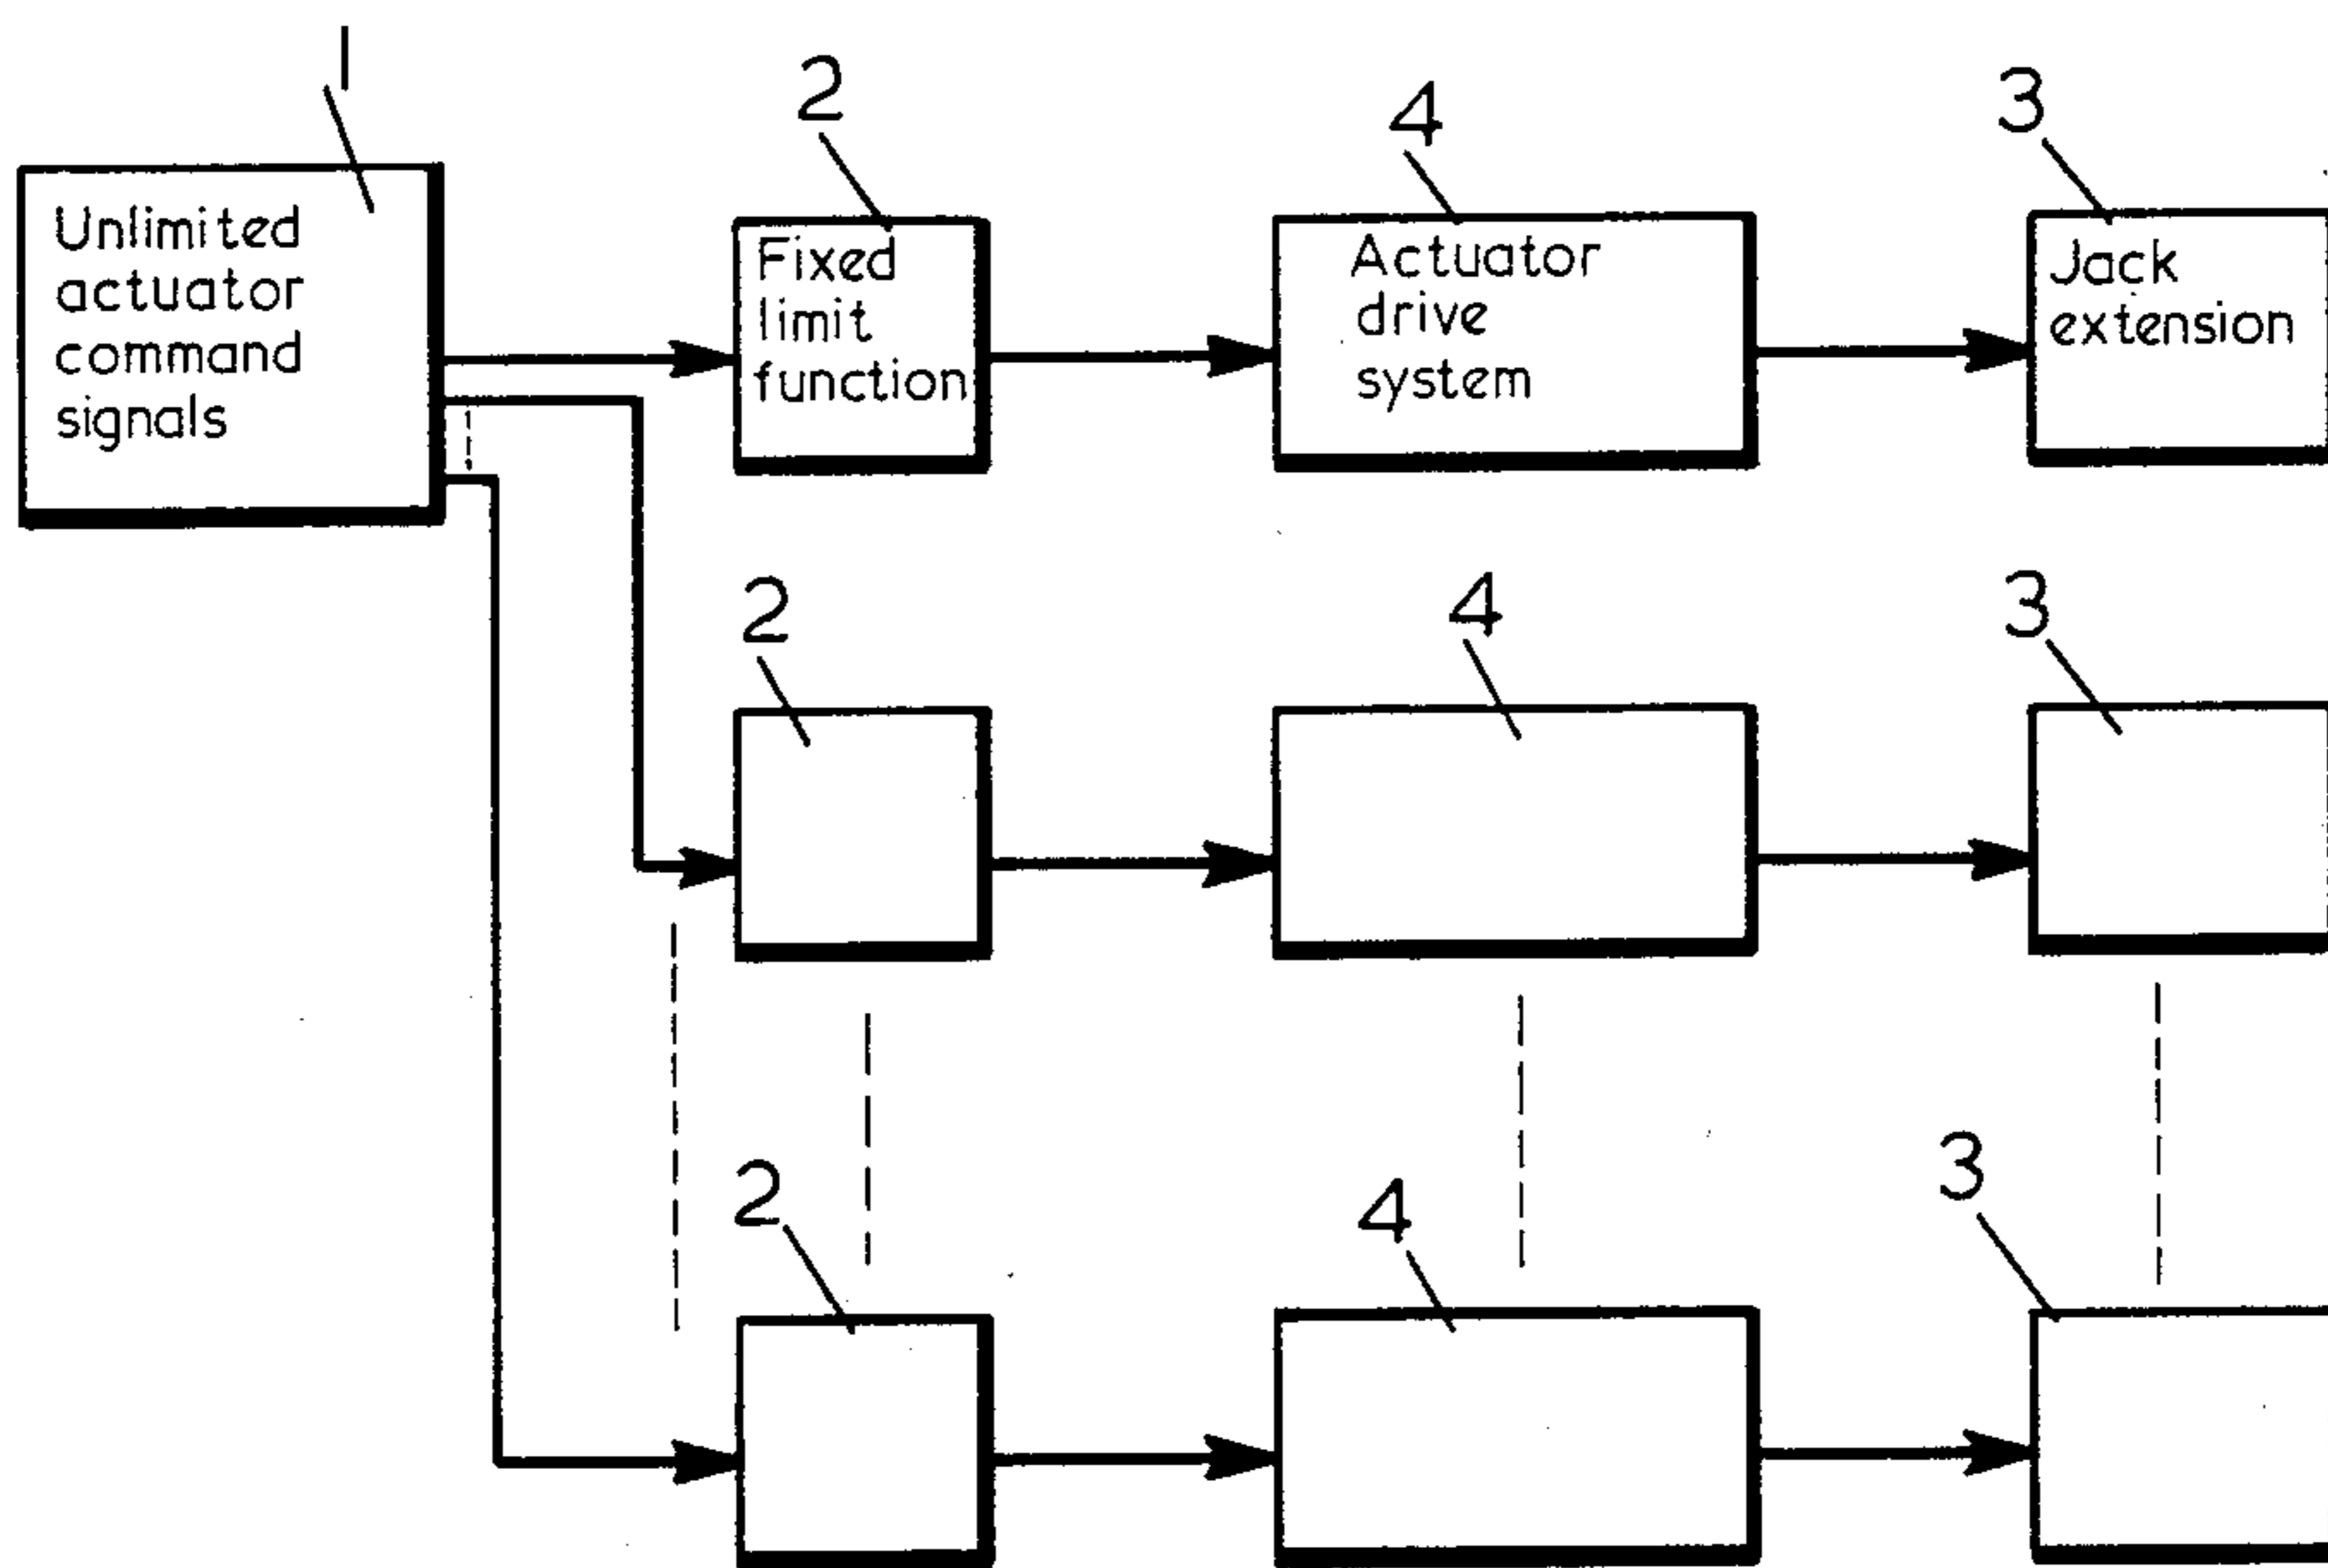 1
2
4
3
Unlimited
actuator
command
signals
Fixed
limit
function
Actuator
drive
system
Jack
extension
2
4
3
2
4
3